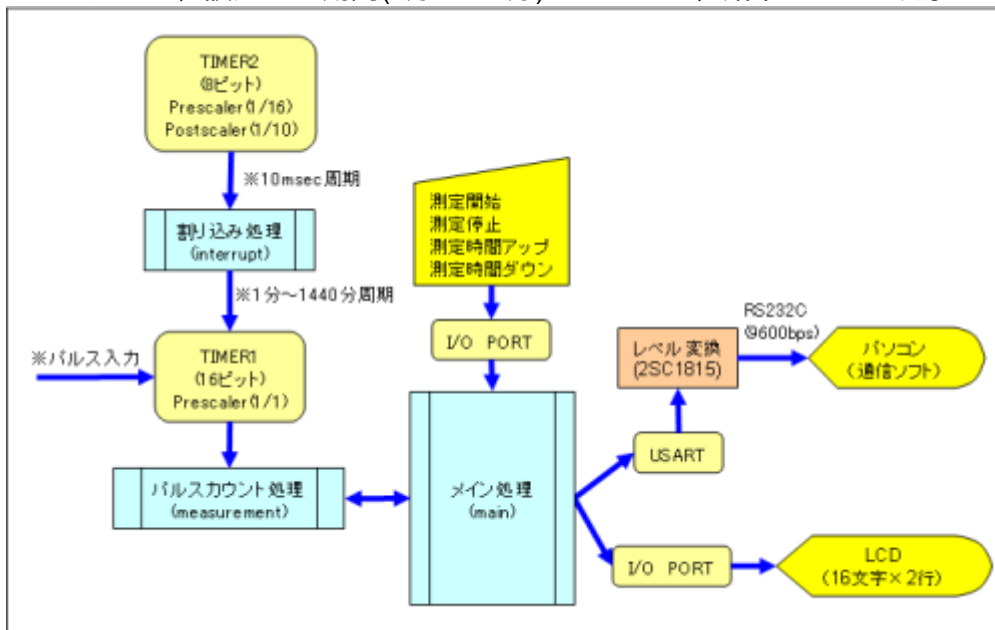 TIMER2
(8ビット)
Prescaler(1/16)
Postscaler(1/10)
※10msec周期
割り込み処理
(interrupt)
※1分～1440分周期
※パルス入力
TIMER1
(16ビット)
Prescaler(1/1)
パルスカウント処理
(measurement)
測定開始
測定停止
測定時間アップ
測定時間ダウン
I/O PORT
メイン処理
(main)
レベル変換
(2SC1815)
RS232C
(9600bps)
パソコン
(通信ソフト)
USART
I/O PORT
LCD
(16文字×2行)